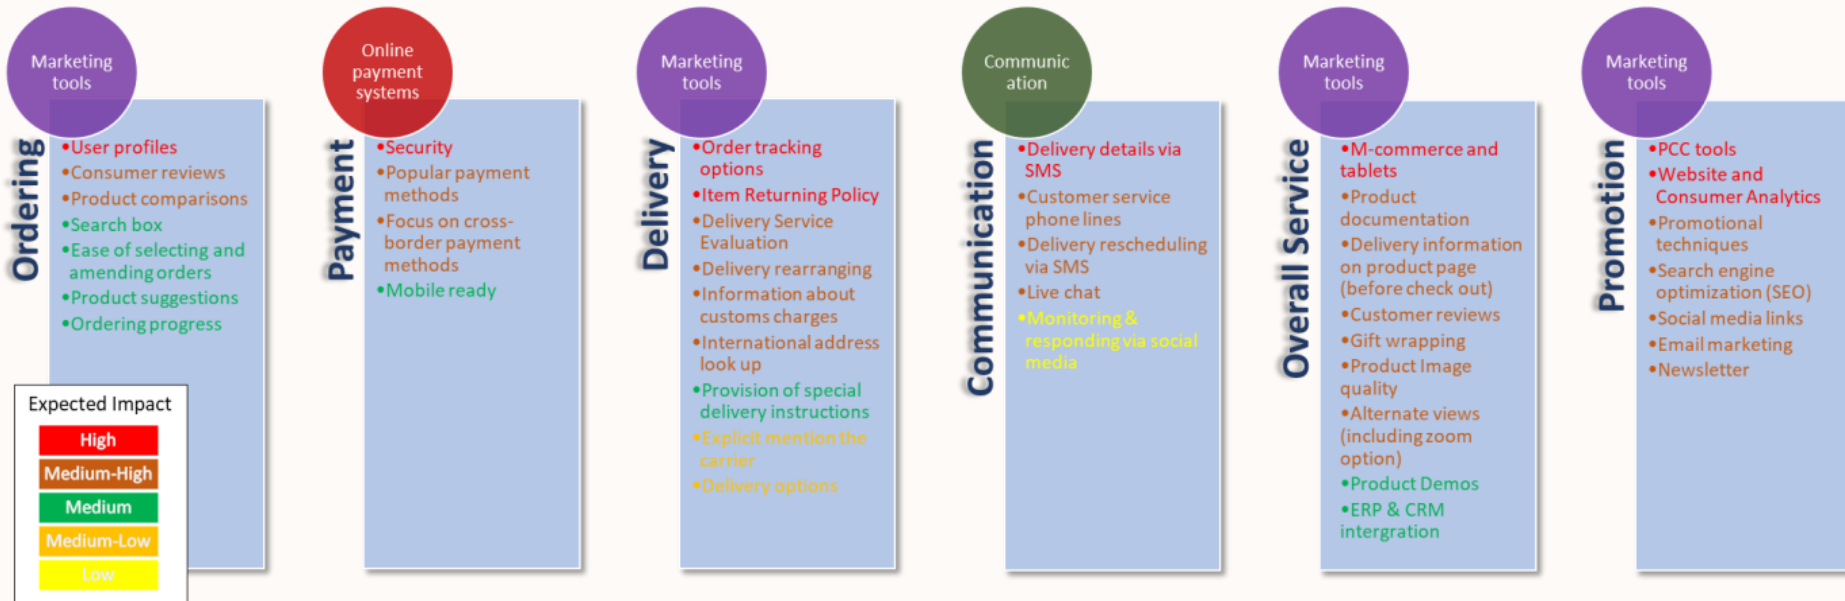 Marketing
tools
Ordering
•User profiles
•Consumer reviews
•Product comparisons
•Search box
•Ease of selecting and
amending orders
•Product suggestions
•Ordering progress
Expected Impact
High
Medium-High
Medium
Medium-Low
Low
Online
payment
systems
Payment
•Security
•Popular payment
methods
•Focus on cross-
border payment
methods
•Mobile ready
Marketing
tools
Delivery
•Order tracking
options
•Item Returning Policy
•Delivery Service
Evaluation
•Delivery rearranging
•Information about
customs charges
•International address
look up
•Provision of special
delivery instructions
•Explicit mention the
carrier
•Delivery options
Communic
ation
Communication
•Delivery details via
SMS
•Customer service
phone lines
•Delivery rescheduling
via SMS
•Live chat
•Monitoring &
responding via social
media
Marketing
tools
Overall Service
•M-commerce and
tablets
•Product
documentation
•Delivery information
on product page
(before check out)
•Customer reviews
•Gift wrapping
•Product Image
quality
•Alternate views
(including zoom
option)
•Product Demos
•ERP & CRM
intergration
Marketing
tools
Promotion
•PCC tools
•Website and
Consumer Analytics
•Promotional
techniques
•Search engine
optimization (SEO)
•Social media links
•Email marketing
•Newsletter